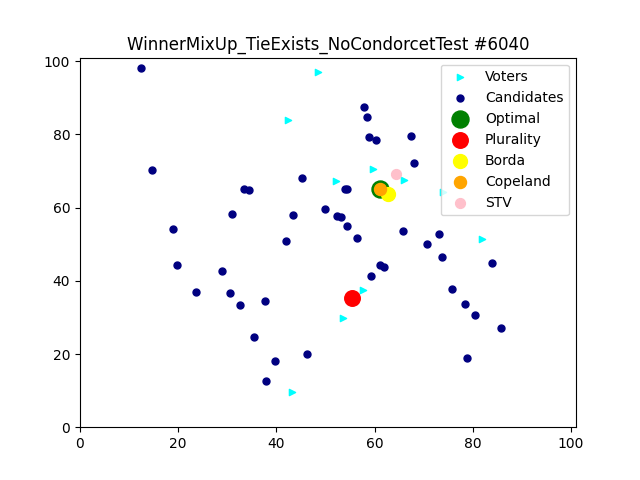 WinnerMixUp_TieExists_NoCondorcetTest #6040
100
80
60
40
20
0
0
20
40
60
80
100
Voters
Candidates
Optimal
Plurality
Borda
Copeland
STV